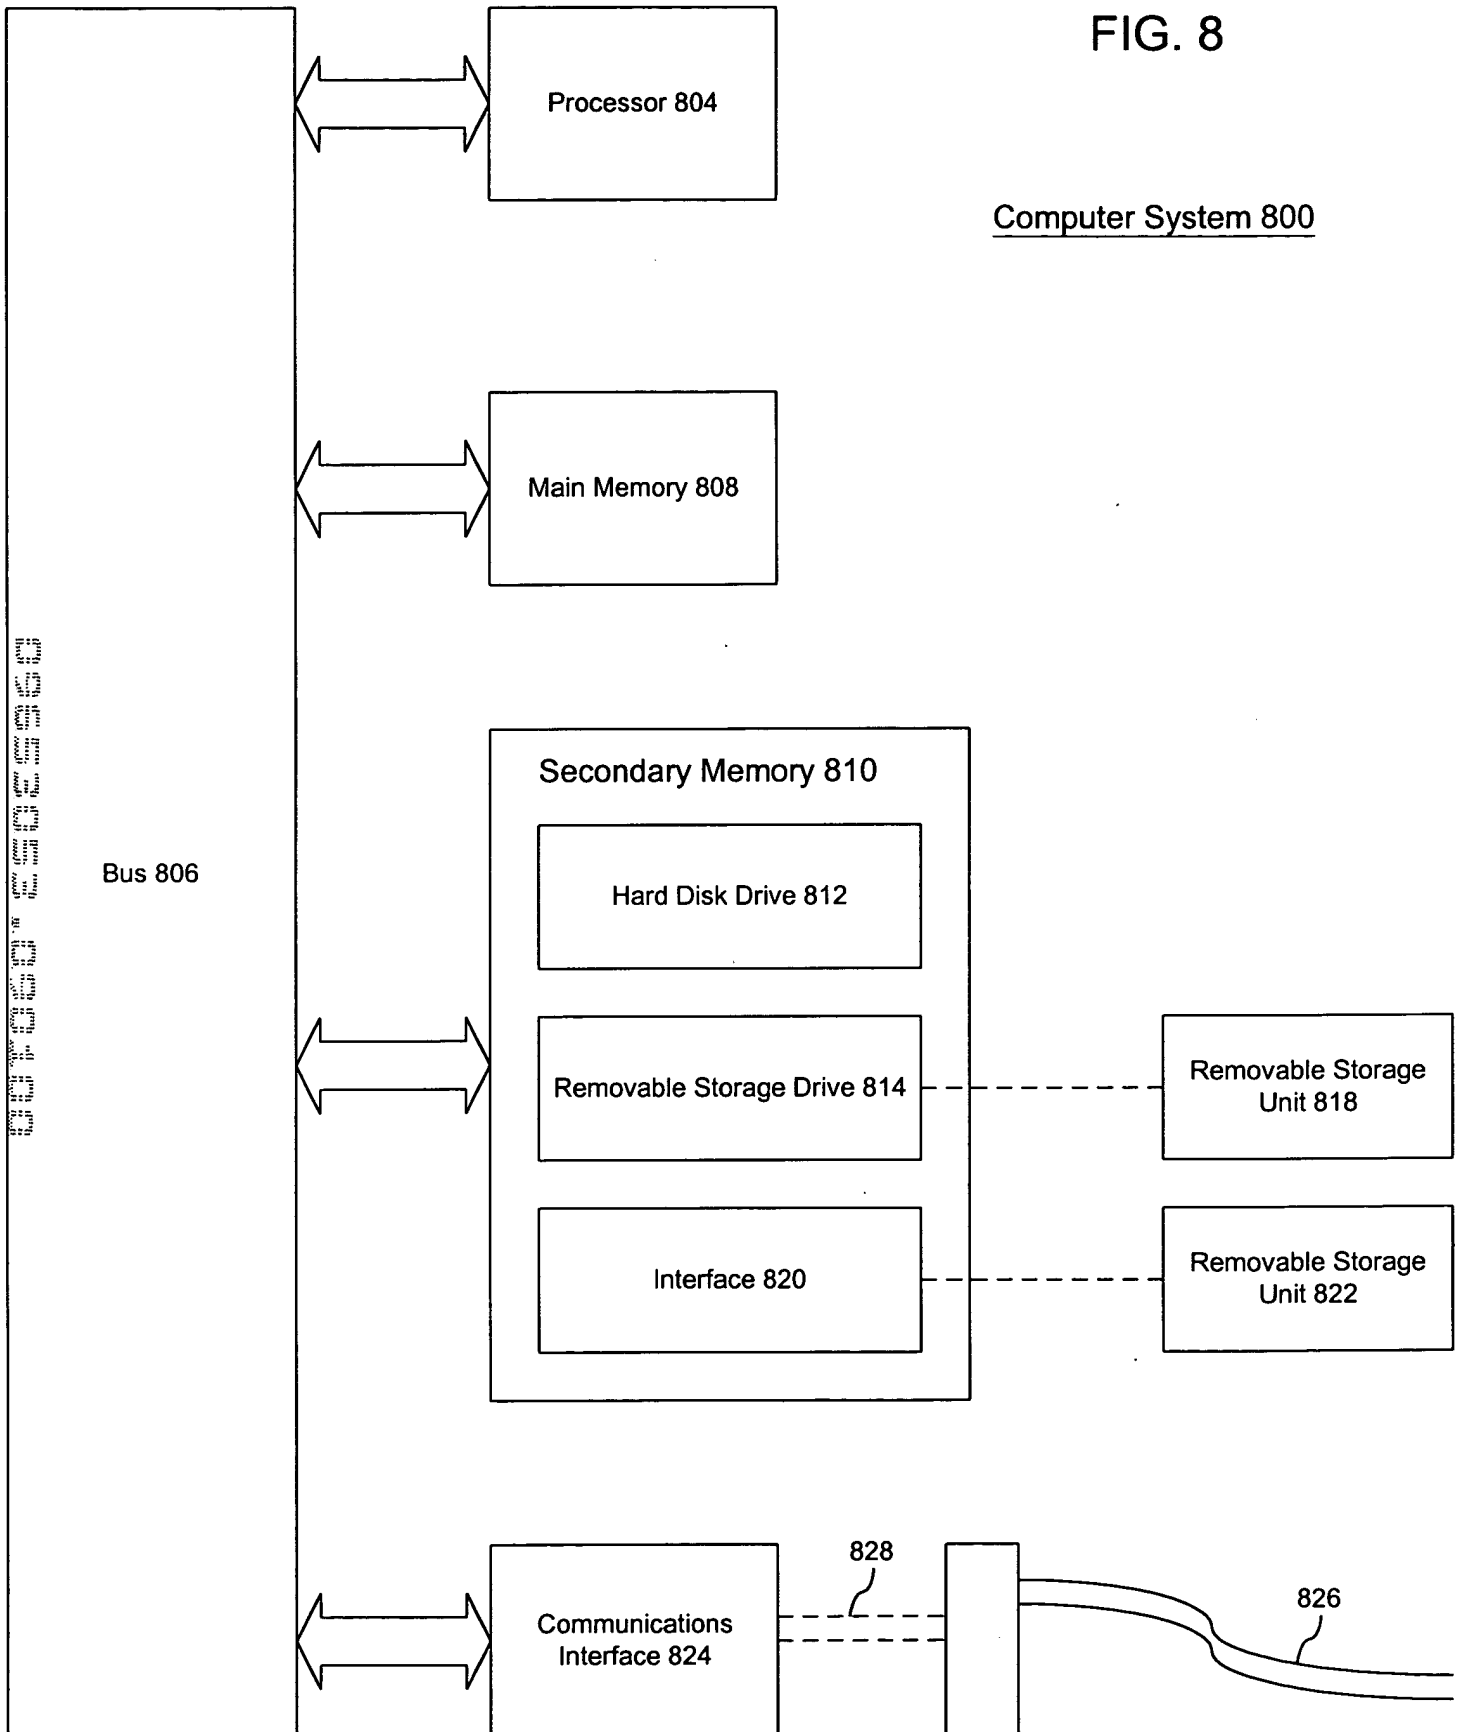 FIG. 8
Processor 804
Computer System 800
Main Memory 808
Secondary Memory 810
Bus 806
Hard Disk Drive 812
Removable Storage Drive 814
Removable Storage
Unit 818
Interface 820
Removable Storage
Unit 822
828
Communications
Interface 824
826
09653053.090100